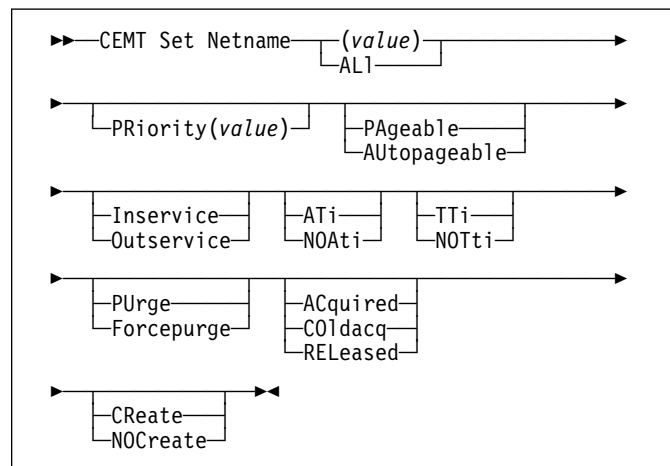 CEMT Set Netname (value)
ALl
PRiority(value) PAgeable
AUtopageable
Inservice ATi TTi
Outservice NOAti NOTti
PUrge ACquired
Forcepurge COldacq
RELeased
CReate
NOCreate